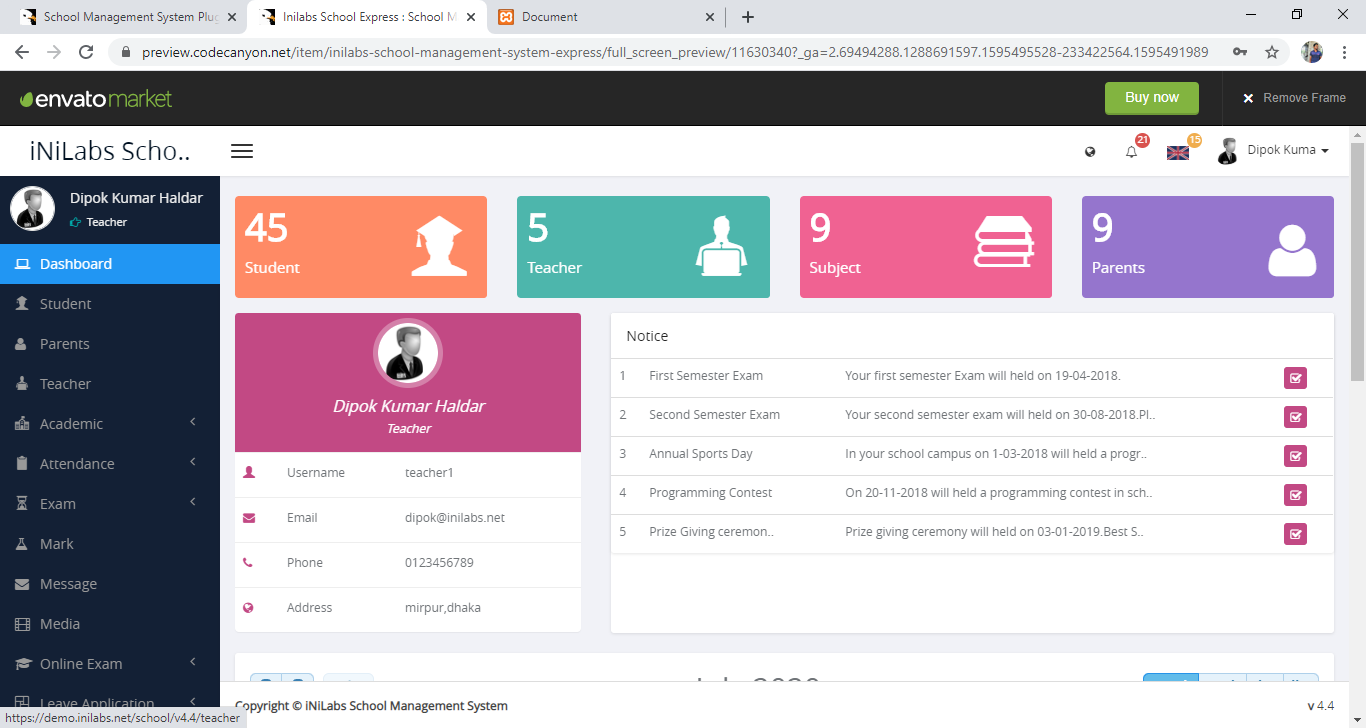 School Management System Plug
Inilabs School Express : School M
Document
preview.codecanyon.net/item/inilabs-school-management-system-express/full_screen_preview/11630340?_ga=2.69494288.1288691597.1595495528-233422564.1595491989
envato market
Buy now
Remove Frame
iNiLabs Scho..
21
15
Dipok Kuma
Dipok Kumar Haldar
Teacher
Dashboard
Student
Parents
Teacher
Academic
Attendance
Exam
Mark
Message
Media
Online Exam
Leave Application
45
Student
5
Teacher
9
Subject
9
Parents
Dipok Kumar Haldar
Teacher
Username teacher1
Email dipok@inilabs.net
Phone 0123456789
Address mirpur,dhaka
Notice
1 First Semester Exam Your first semester Exam will held on 19-04-2018.
2 Second Semester Exam Your second semester exam will held on 30-08-2018.Pl..
3 Annual Sports Day In your school campus on 1-03-2018 will held a progr..
4 Programming Contest On 20-11-2018 will held a programming contest in sch..
5 Prize Giving ceremon.. Prize giving ceremony will held on 03-01-2019.Best S..
July 2020
Copyright © iNiLabs School Management System
v 4.4
https://demo.inilabs.net/school/v4.4/teacher